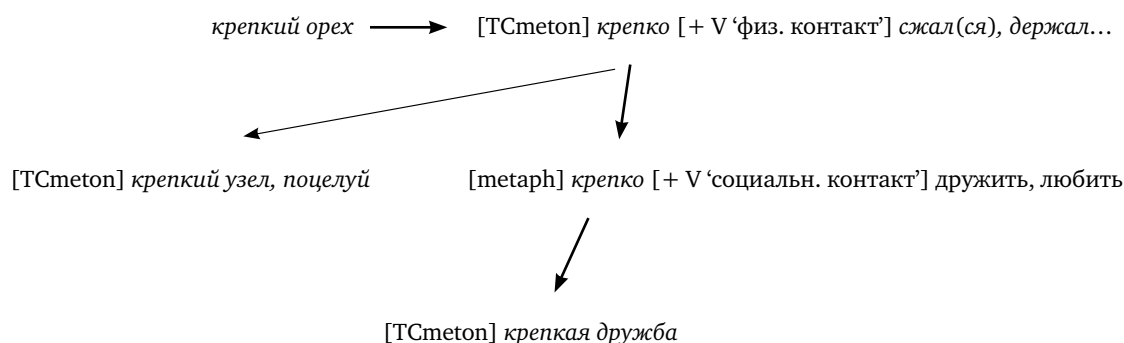 крепкий орех [TCmeton] крепко [+ V ‘физ. контакт’] сжал(ся), держал…
[TCmeton] крепкий узел, поцелуй [metaph] крепко [+ V ‘социальн. контакт’] дружить, любить
[TCmeton] крепкая дружба